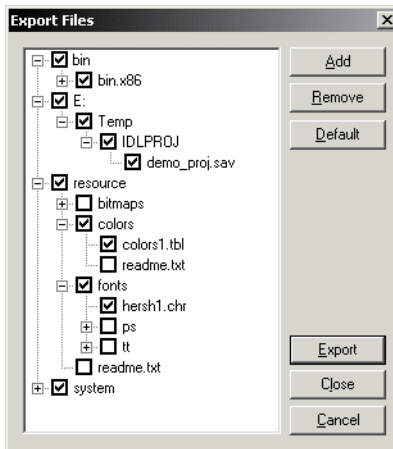 Export Files
bin
bin.x86
E:
Temp
IDLPROJ
demo_proj.sav
resource
bitmaps
colors
colors1.tbl
readme.txt
fonts
hersh1.chr
ps
tt
readme.txt
system
Add
Remove
Default
Export
Close
Cancel